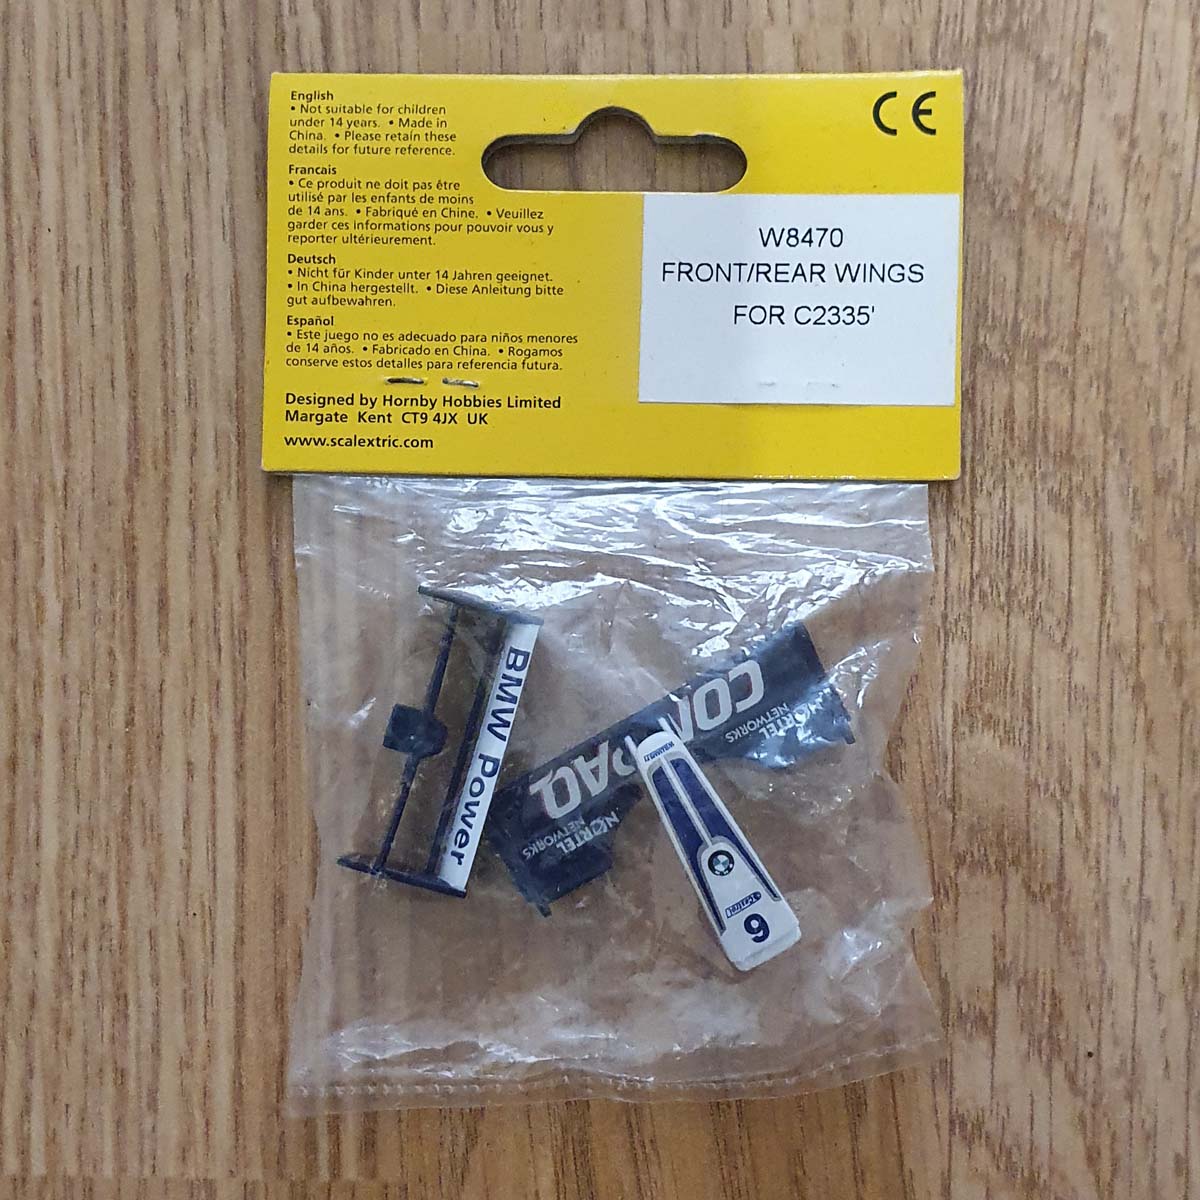 English
• Not suitable for children
under 14 years. • Made in
China. • Please retain these
details for future reference.
Francais
• Ce produit ne doit pas être
utilisé par les enfants de moins
de 14 ans. • Fabriqué en Chine. • Veuillez
garder ces informations pour pouvoir vous y
reporter ultérieurement.
Deutsch
• Nicht für Kinder unter 14 Jahren geeignet.
• In China hergestellt. • Diese Anleitung bitte
gut aufbewahren.
Español
• Este juego no es adecuado para niños menores
de 14 años. • Fabricado en China. • Rogamos
conserve estos detalles para referencia futura.
Designed by Hornby Hobbies Limited
Margate Kent CT9 4JX UK
www.scalextric.com
CE
W8470
FRONT/REAR WINGS
FOR C2335'
BMW Power
COMPAQ
NORTEL
NETWORKS
NORTEL
NETWORKS
Castrol
6